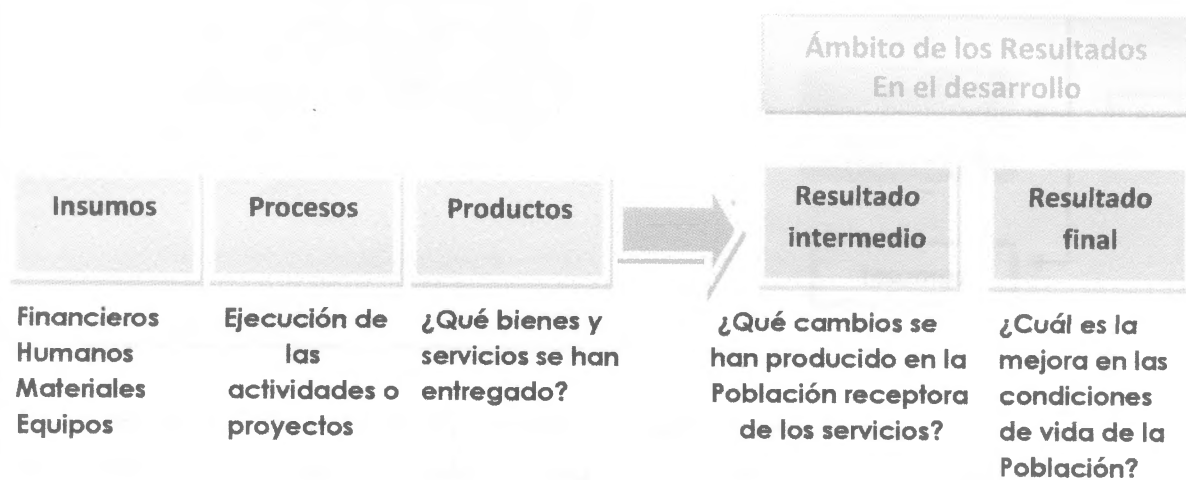 Ámbito de los Resultados
En el desarrollo
Insumos
Procesos
Productos
Resultado
intermedio
Resultado
final
Financieros
Humanos
Materiales
Equipos
Ejecución de
las
actividades o
proyectos
¿Qué bienes y
servicios se han
entregado?
¿Qué cambios se
han producido en la
Población receptora
de los servicios?
¿Cuál es la
mejora en las
condiciones
de vida de la
Población?